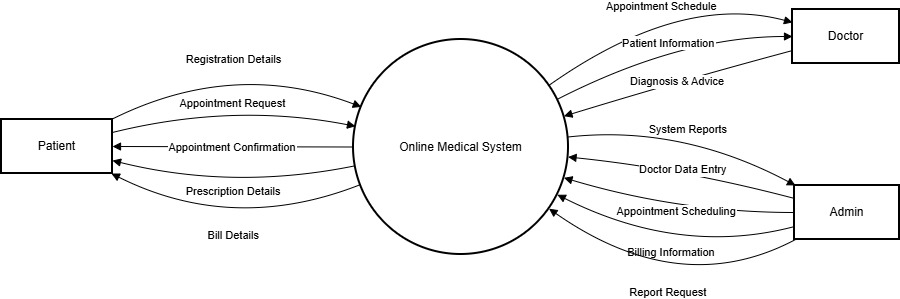 Appointment Schedule
Doctor
Patient Information
Registration Details
Diagnosis & Advice
Appointment Request
System Reports
Patient
Appointment Confirmation
Online Medical System
Doctor Data Entry
Prescription Details
Appointment Scheduling
Admin
Bill Details
Billing Information
Report Request